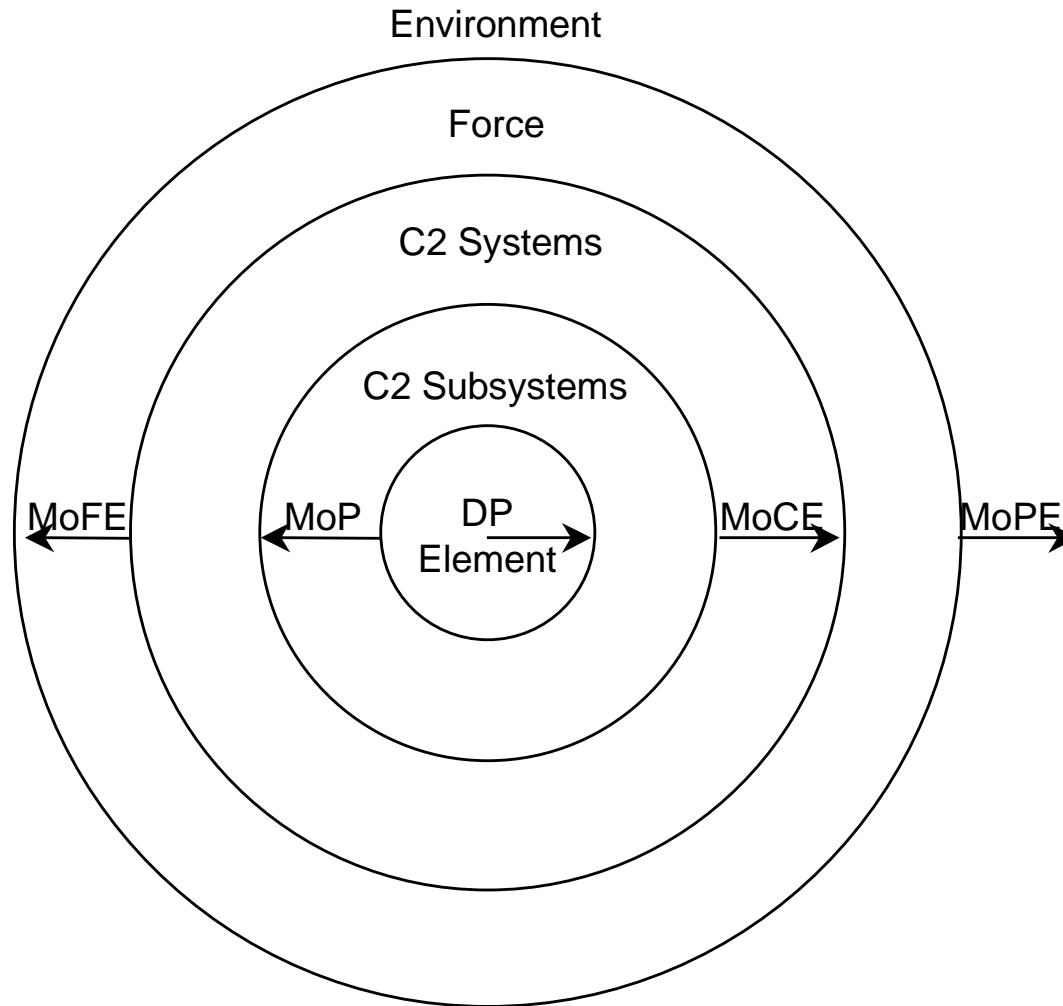 Environment
Force
C2 Systems
C2 Subsystems
MoFE
MoP
DP
Element
MoCE
MoPE